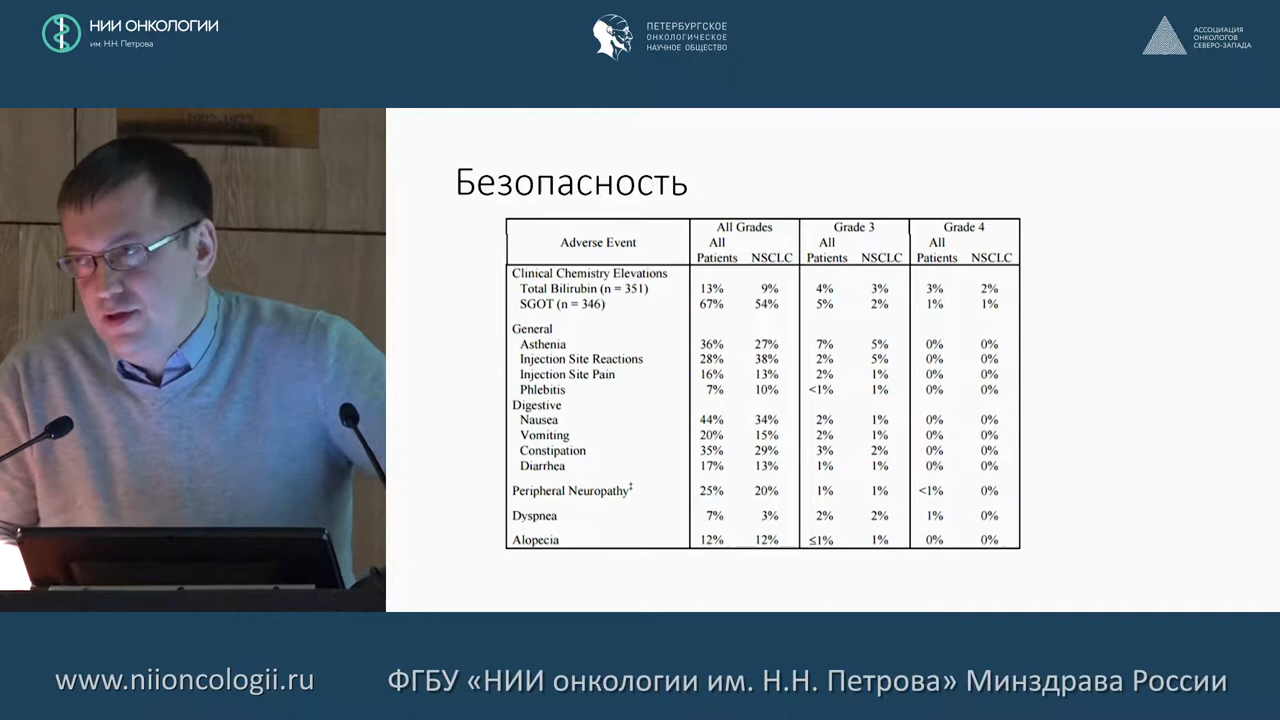 НИИ ОНКОЛОГИИ
им. Н.Н. Петрова
ПЕТЕРБУРГСКОЕ
ОНКОЛОГИЧЕСКОЕ
НАУЧНОЕ ОБЩЕСТВО
АССОЦИАЦИЯ
ОНКОЛОГОВ
СЕВЕРО-ЗАПАДА
Безопасность
All Grades Grade 3 Grade 4
Adverse Event All Patients NSCLC All Patients NSCLC All Patients NSCLC
Clinical Chemistry Elevations
Total Bilirubin (n = 351) 13% 9% 4% 3% 3% 2%
SGOT (n = 346) 67% 54% 5% 2% 1% 1%
General
Asthenia 36% 27% 7% 5% 0% 0%
Injection Site Reactions 28% 38% 2% 5% 0% 0%
Injection Site Pain 16% 13% 2% 1% 0% 0%
Phlebitis 7% 10% <1% 1% 0% 0%
Digestive
Nausea 44% 34% 2% 1% 0% 0%
Vomiting 20% 15% 2% 1% 0% 0%
Constipation 35% 29% 3% 2% 0% 0%
Diarrhea 17% 13% 1% 1% 0% 0%
Peripheral Neuropathy‡ 25% 20% 1% 1% <1% 0%
Dyspnea 7% 3% 2% 2% 1% 0%
Alopecia 12% 12% ≤1% 1% 0% 0%
www.niioncologii.ru ФГБУ «НИИ онкологии им. Н.Н. Петрова» Минздрава России